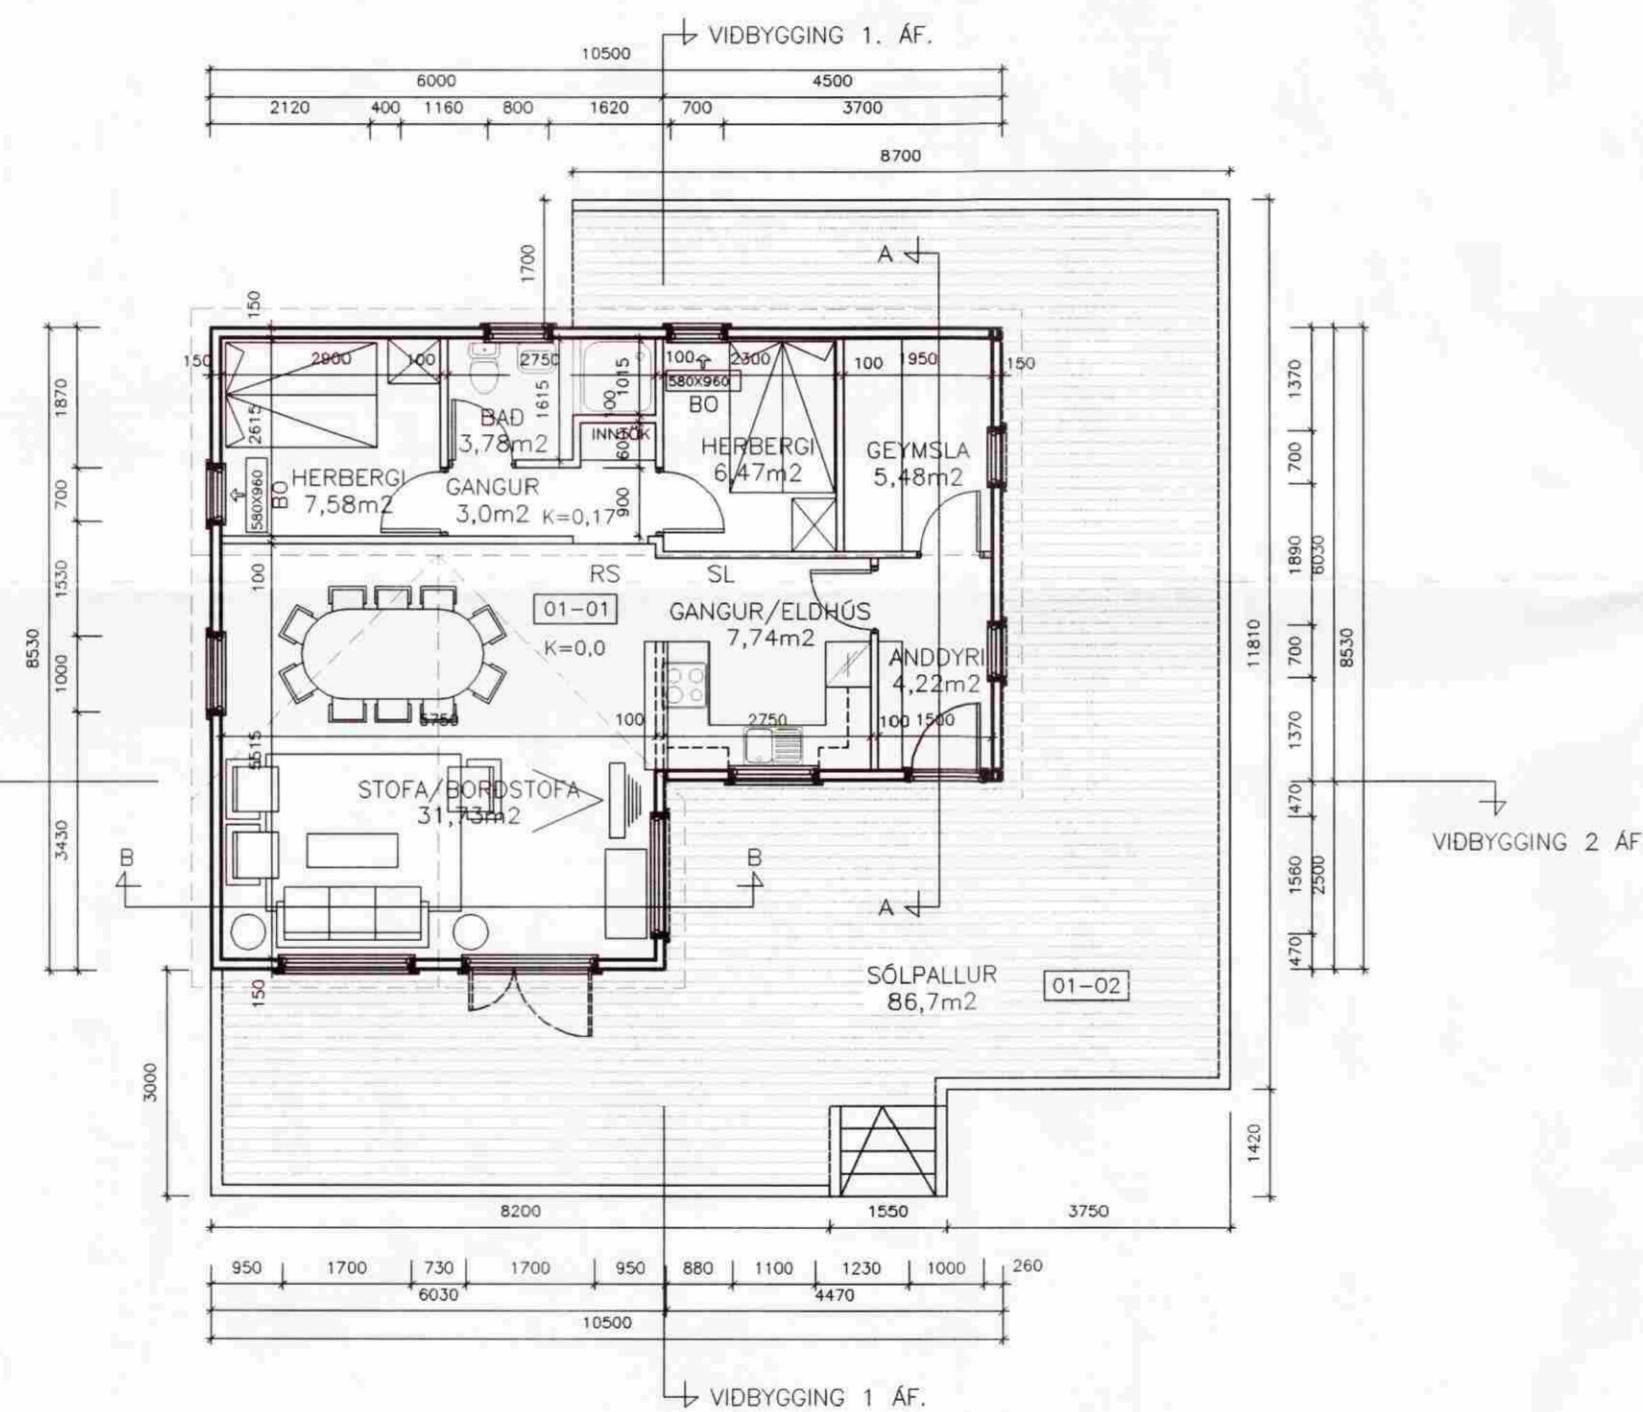 VIÐBYGGING 1. ÁF.
10500
6000 4500
2120 400 1160 800 1620 700 3700
8700
1700
A
150
150 2900 100 2750 100 2300 100 1950 150
580X960
BO
1015
1615
100
600
INNTÖK
2615
BAÐ
3,78m2
HERBERGI
6,47m2
GEYMSLA
5,48m2
HERBERGI
7,58m2
580X960
BO
GANGUR
3,0m2
K=0,17
900
1870
700
1530
1000
3430
8530
1370
700
1890
700
1370
470
1560
470
6030
2500
8530
11810
1420
100
RS SL
01-01
K=0,0
GANGUR/ELDHÚS
7,74m2
ANDDYRI
4,22m2
5750 100 2750 100 1500
5515
STOFA/BORDSTOFA
31,73m2
B B
A
VIÐBYGGING 2 ÁF
SÓLPALLUR
86,7m2
01-02
150
3000
8200 1550 3750
950 1700 730 1700 950 880 1100 1230 1000 260
6030 4470
10500
VIÐBYGGING 1 ÁF.